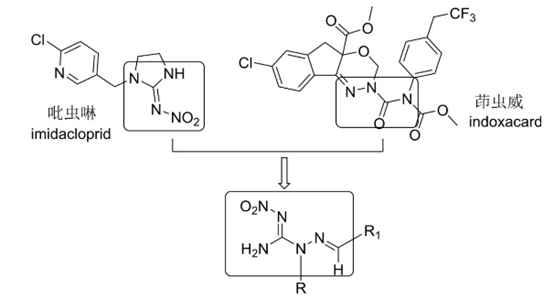 Cl
N
N
NH
N
NO₂
吡虫啉
imidacloprid
O
O
Cl
O
N
N
N
O
O
O
CF₃
茚虫威
indoxacard
O₂N
N
H₂N
N
N
R₁
H
R